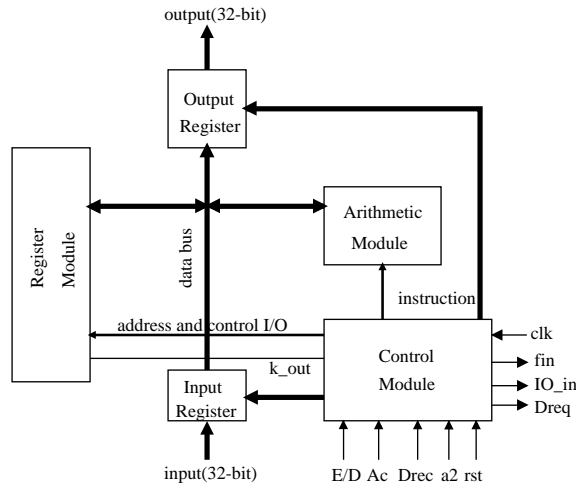 output(32-bit)
Output
Register
Register
Module
data bus
Arithmetic
Module
instruction
address and control I/O
k_out
Control
Module
clk
fin
IO_in
Dreq
Input
Register
input(32-bit)
E/D Ac Drec a2 rst